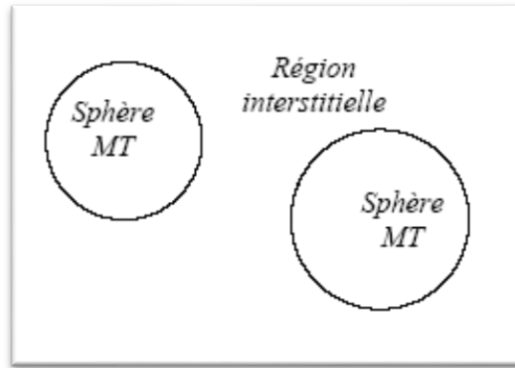 Sphère
MT
Région
interstitielle
Sphère
MT